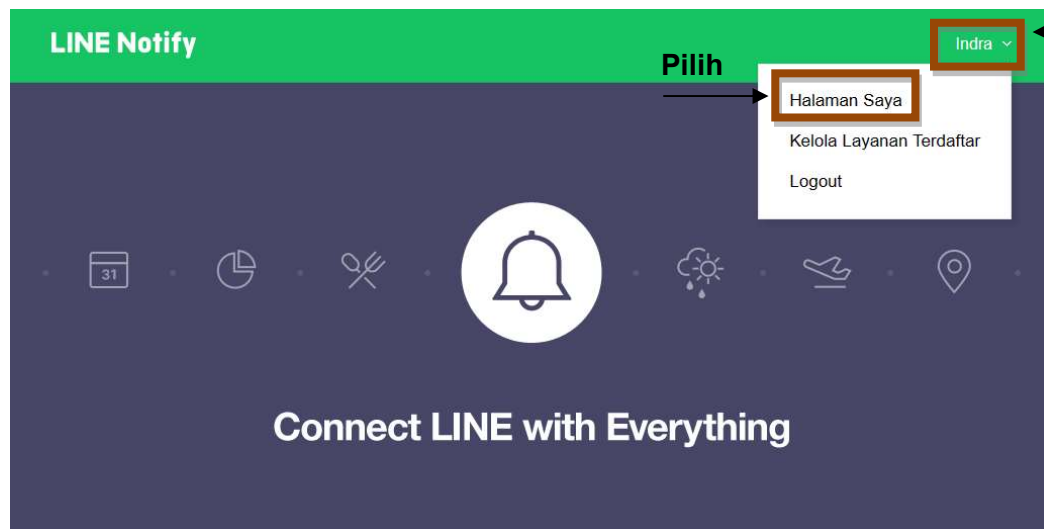 LINE Notify
Indra
Pilih
Halaman Saya
Kelola Layanan Terdaftar
Logout
31
Connect LINE with Everything